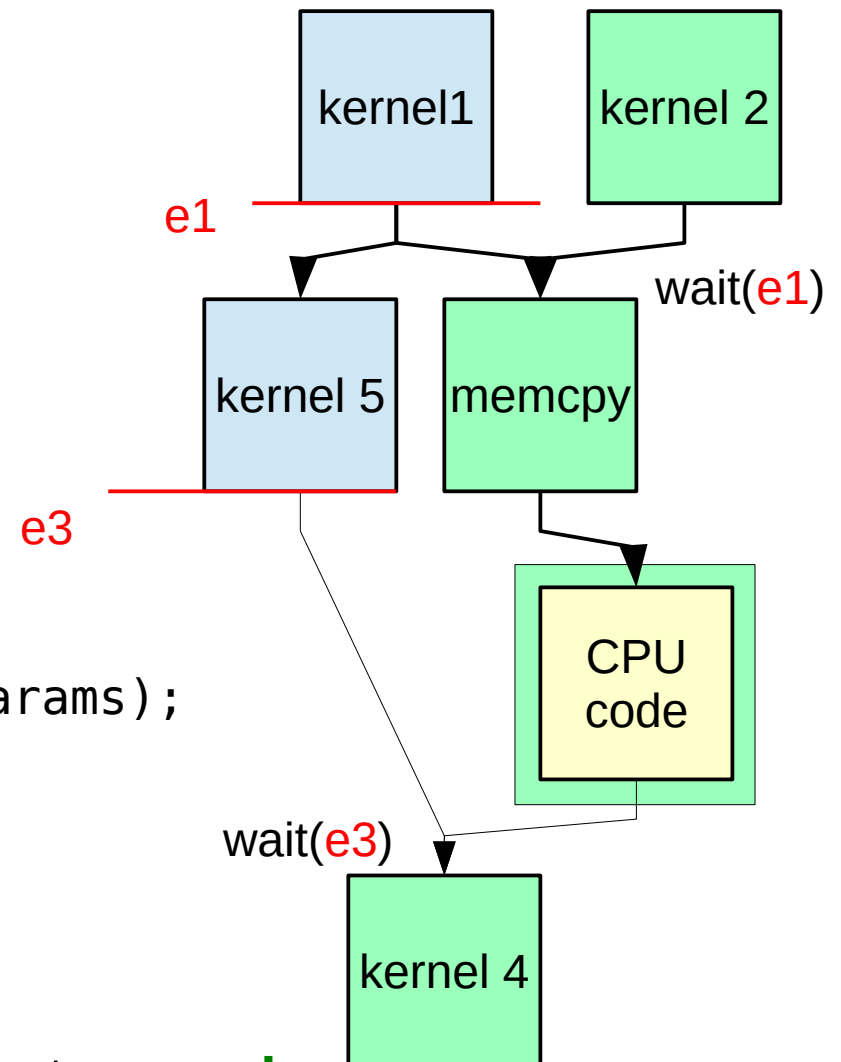 kernel1
kernel 2
e1
wait(e1)
kernel 5
memcpy
e3
CPU
code
arams);
wait(e3)
kernel 4